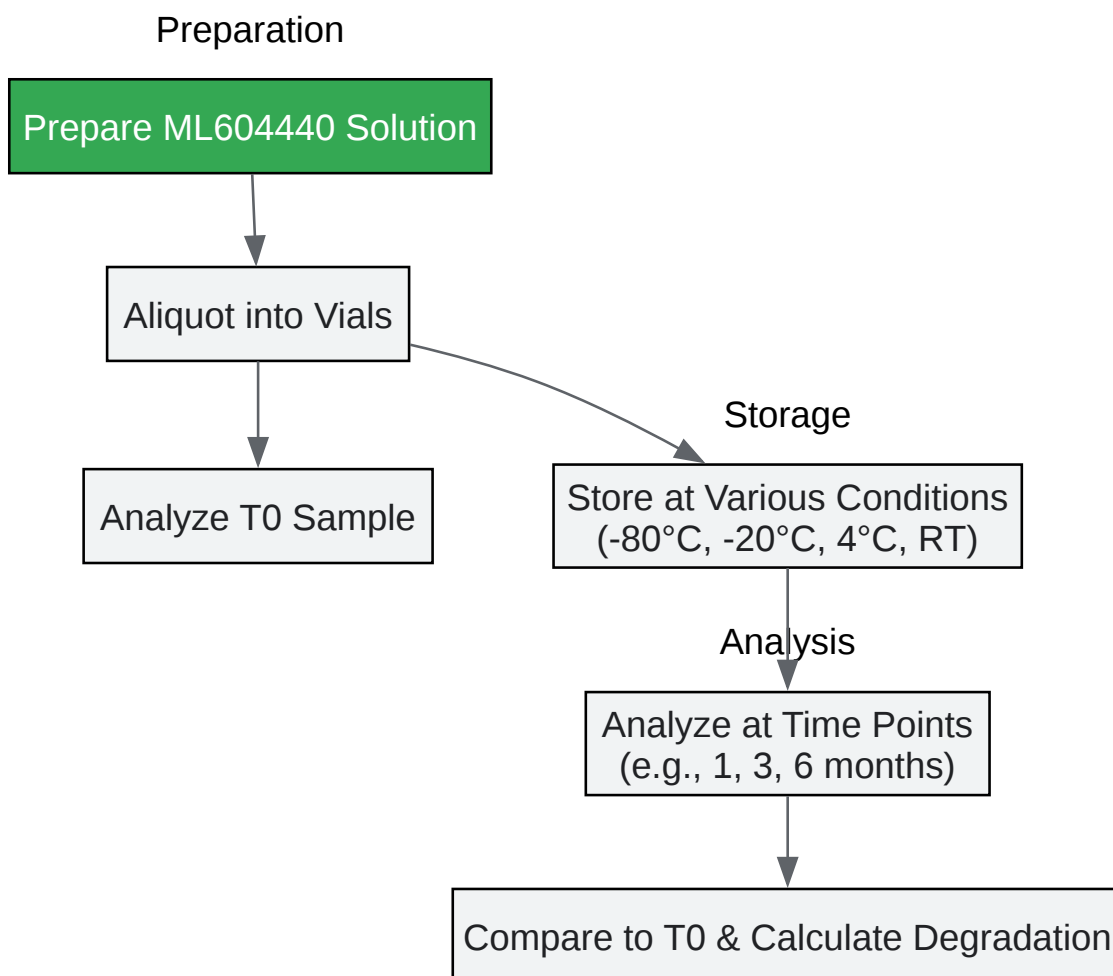 Preparation
Prepare ML604440 Solution
Aliquot into Vials
Analyze T0 Sample
Storage
Store at Various Conditions
(-80°C, -20°C, 4°C, RT)
Analysis
Analyze at Time Points
(e.g., 1, 3, 6 months)
Compare to T0 & Calculate Degradation